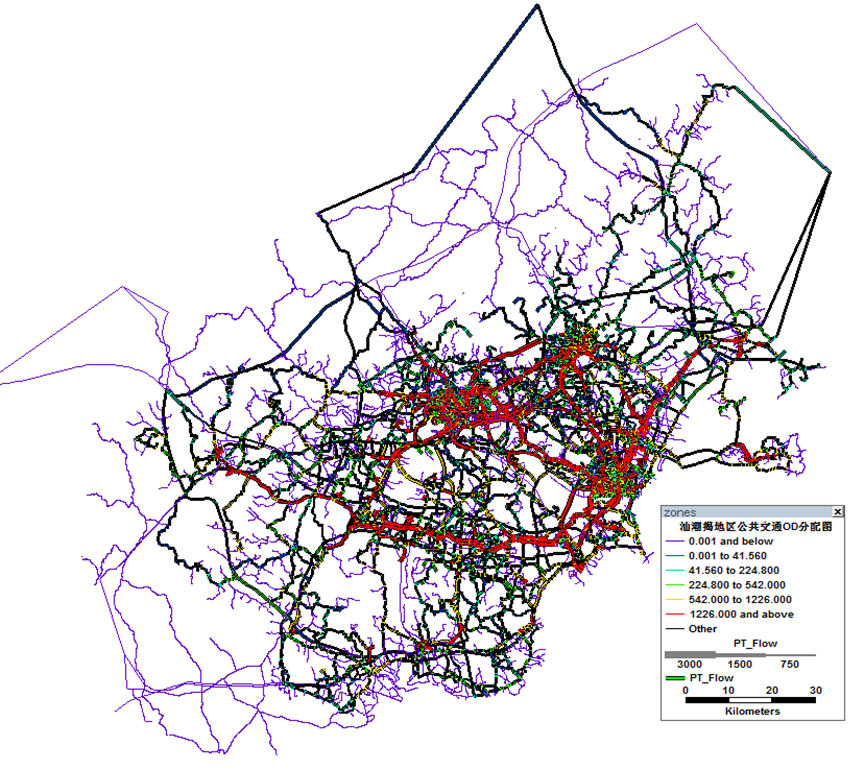 zones
汕潮揭地区公共交通OD分配图
0.001 and below
0.001 to 41.560
41.560 to 224.800
224.800 to 542.000
542.000 to 1226.000
1226.000 and above
Other
PT_Flow
3000 1500 750
PT_Flow
0 10 20 30
Kilometers